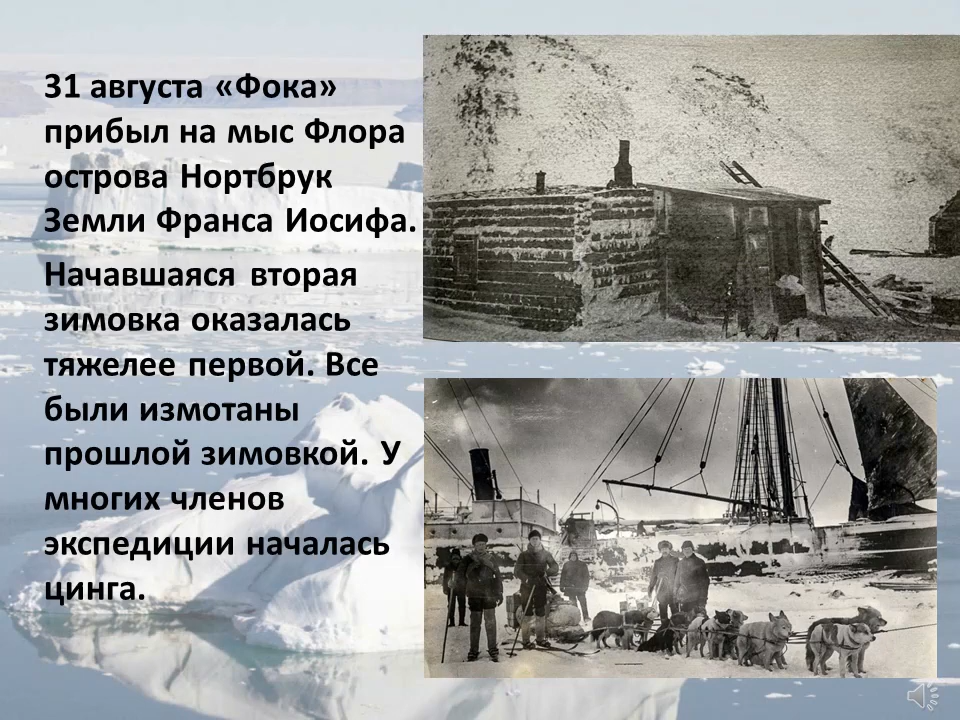 31 августа «Фока»
прибыл на мыс Флора
острова Нортбрук
Земли Франса Иосифа.
Начавшаяся вторая
зимовка оказалась
тяжелее первой. Все
были измотаны
прошлой зимовкой. У
многих членов
экспедиции началась
цинга.